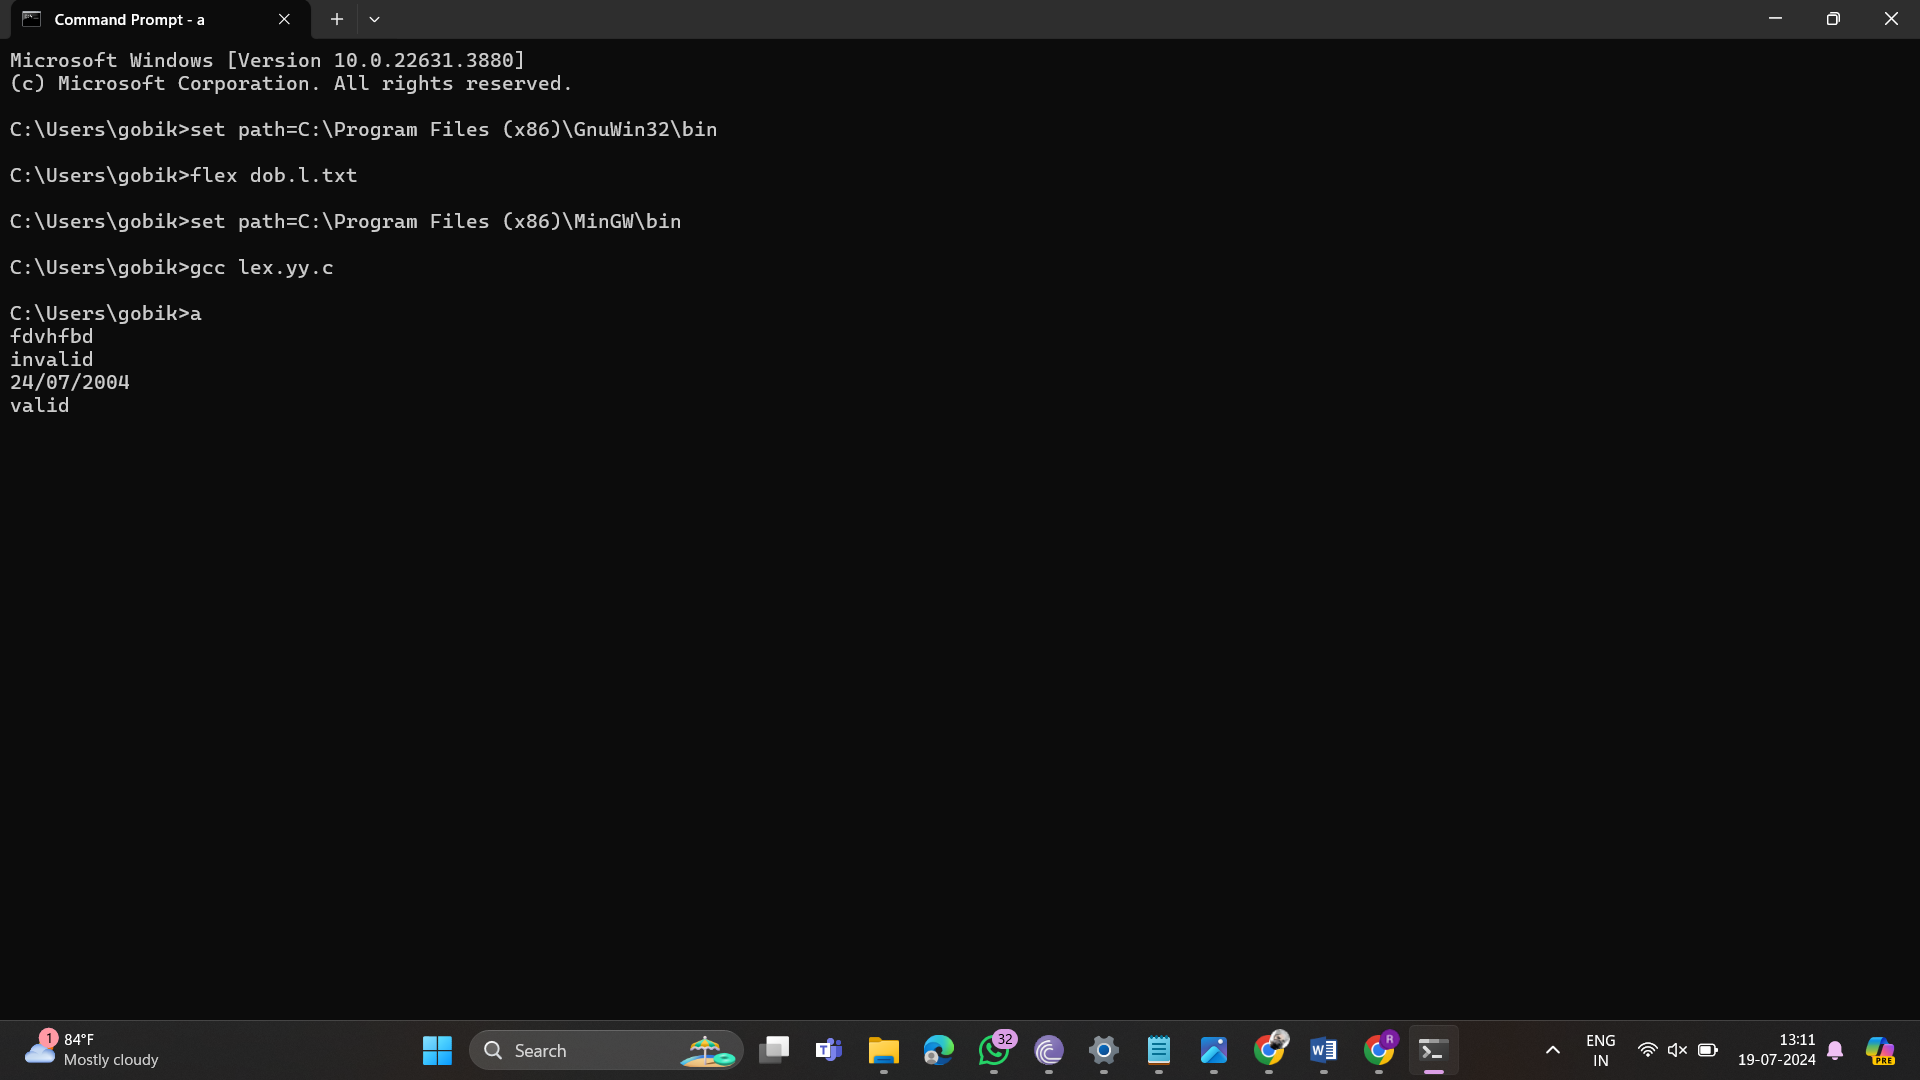 Command Prompt - a
Microsoft Windows [Version 10.0.22631.3880]
(c) Microsoft Corporation. All rights reserved.
C:\Users\gobik>set path=C:\Program Files (x86)\GnuWin32\bin
C:\Users\gobik>flex dob.l.txt
C:\Users\gobik>set path=C:\Program Files (x86)\MinGW\bin
C:\Users\gobik>gcc lex.yy.c
C:\Users\gobik>a
fdvhfbd
invalid
24/07/2004
valid
1
84°F
Mostly cloudy
Search
T
32
W
R
ENG
IN
13:11
19-07-2024
PRE